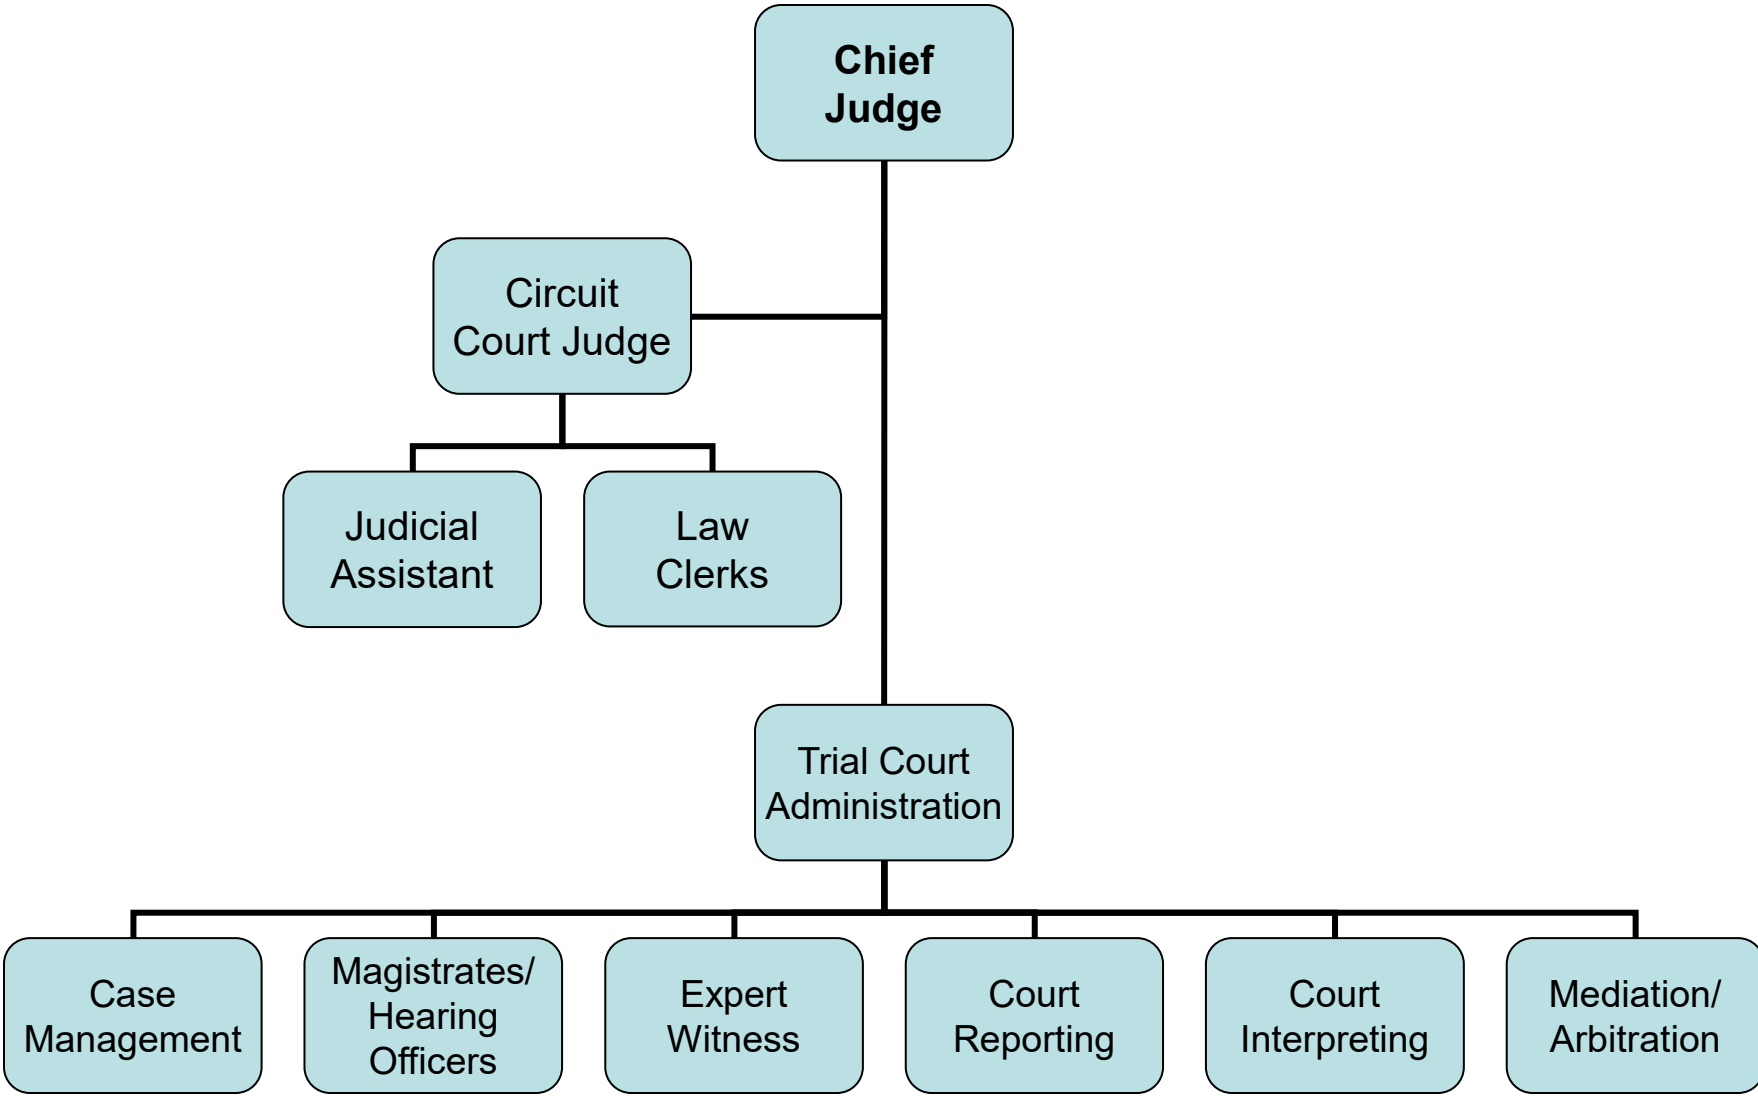 Chief
Judge
Circuit
Court Judge
Judicial
Assistant
Law
Clerks
Trial Court
Administration
Case
Management
Magistrates/
Hearing
Officers
Expert
Witness
Court
Reporting
Court
Interpreting
Mediation/
Arbitration